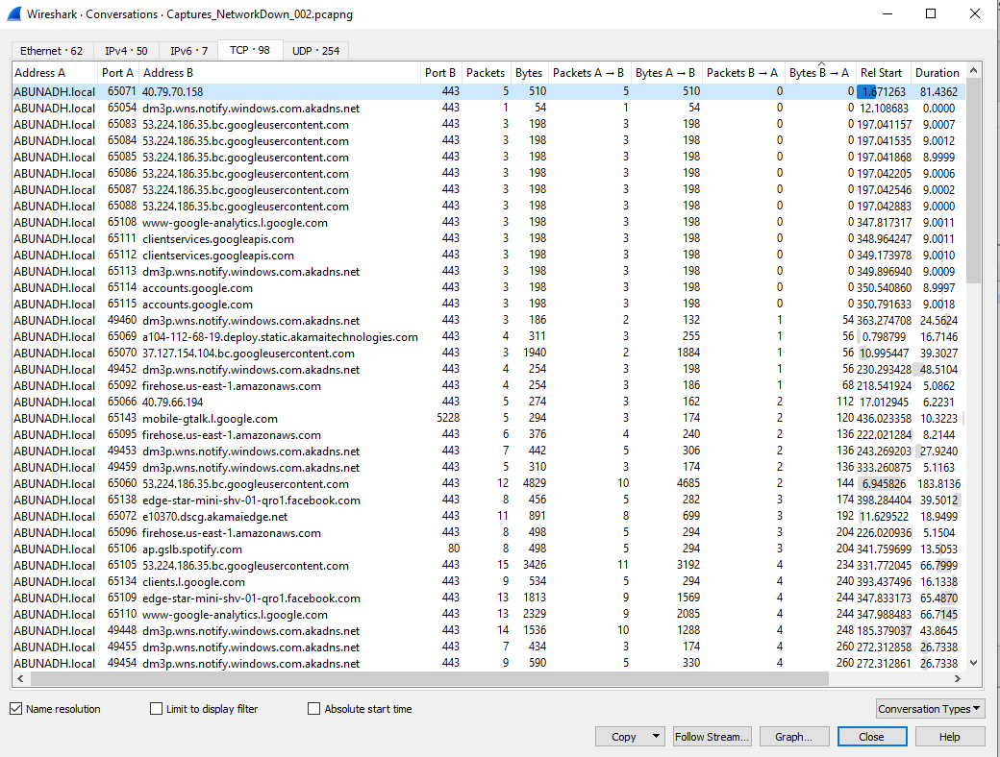 Wireshark · Conversations · Captures_NetworkDown_002.pcapng
Ethernet · 62 IPv4 · 50 IPv6 · 7 TCP · 98 UDP · 254
Address A Port A Address B Port B Packets Bytes Packets A → B Bytes A → B Packets B → A Bytes B → A Rel Start Duration
ABUNADH.local 65071 40.79.70.158 443 5 510 5 510 0 0 1.671263 81.4362
ABUNADH.local 65054 dm3p.wns.notify.windows.com.akadns.net 443 1 54 1 54 0 0 12.108683 0.0000
ABUNADH.local 65083 53.224.186.35.bc.googleusercontent.com 443 3 198 3 198 0 0 197.041157 9.0007
ABUNADH.local 65084 53.224.186.35.bc.googleusercontent.com 443 3 198 3 198 0 0 197.041535 9.0012
ABUNADH.local 65085 53.224.186.35.bc.googleusercontent.com 443 3 198 3 198 0 0 197.041868 8.9999
ABUNADH.local 65086 53.224.186.35.bc.googleusercontent.com 443 3 198 3 198 0 0 197.042205 9.0006
ABUNADH.local 65087 53.224.186.35.bc.googleusercontent.com 443 3 198 3 198 0 0 197.042546 9.0002
ABUNADH.local 65088 53.224.186.35.bc.googleusercontent.com 443 3 198 3 198 0 0 197.042883 9.0000
ABUNADH.local 65108 www-google-analytics.l.google.com 443 3 198 3 198 0 0 347.817317 9.0011
ABUNADH.local 65111 clientservices.googleapis.com 443 3 198 3 198 0 0 348.964247 9.0011
ABUNADH.local 65112 clientservices.googleapis.com 443 3 198 3 198 0 0 349.173978 9.0010
ABUNADH.local 65113 dm3p.wns.notify.windows.com.akadns.net 443 3 198 3 198 0 0 349.896940 9.0009
ABUNADH.local 65114 accounts.google.com 443 3 198 3 198 0 0 350.540860 8.9997
ABUNADH.local 65115 accounts.google.com 443 3 198 3 198 0 0 350.791633 9.0018
ABUNADH.local 49460 dm3p.wns.notify.windows.com.akadns.net 443 3 186 2 132 1 54 363.274708 24.5624
ABUNADH.local 65069 a104-112-68-19.deploy.static.akamaitechnologies.com 443 4 311 3 255 1 56 0.798799 16.7146
ABUNADH.local 65070 37.127.154.104.bc.googleusercontent.com 443 3 1940 2 1884 1 56 10.995447 39.3027
ABUNADH.local 49452 dm3p.wns.notify.windows.com.akadns.net 443 4 254 3 198 1 56 230.293428 48.5104
ABUNADH.local 65092 firehose.us-east-1.amazonaws.com 443 4 254 3 186 1 68 218.541924 5.0862
ABUNADH.local 65066 40.79.66.194 443 5 274 3 162 2 112 17.012945 6.2231
ABUNADH.local 65143 mobile-gtalk.l.google.com 5228 5 294 3 174 2 120 436.023358 10.3223
ABUNADH.local 65095 firehose.us-east-1.amazonaws.com 443 6 376 4 240 2 136 222.021284 8.2144
ABUNADH.local 49453 dm3p.wns.notify.windows.com.akadns.net 443 7 442 5 306 2 136 243.269203 27.9240
ABUNADH.local 49459 dm3p.wns.notify.windows.com.akadns.net 443 5 310 3 174 2 136 333.260875 5.1163
ABUNADH.local 65060 53.224.186.35.bc.googleusercontent.com 443 12 4829 10 4685 2 144 6.945826 183.8136
ABUNADH.local 65138 edge-star-mini-shv-01-qro1.facebook.com 443 8 456 5 282 3 174 398.284404 39.5012
ABUNADH.local 65072 e10370.dscg.akamaiedge.net 443 11 891 8 699 3 192 11.629522 18.9499
ABUNADH.local 65096 firehose.us-east-1.amazonaws.com 443 8 498 5 294 3 204 226.020936 5.1504
ABUNADH.local 65106 ap.gslb.spotify.com 80 8 498 5 294 3 204 341.759699 13.5053
ABUNADH.local 65105 53.224.186.35.bc.googleusercontent.com 443 15 3426 11 3192 4 234 331.772045 66.7999
ABUNADH.local 65134 clients.l.google.com 443 9 534 5 294 4 240 393.437496 16.1338
ABUNADH.local 65109 edge-star-mini-shv-01-qro1.facebook.com 443 13 1813 9 1569 4 244 347.833173 65.4870
ABUNADH.local 65110 www-google-analytics.l.google.com 443 13 2329 9 2085 4 244 347.988483 66.7145
ABUNADH.local 49448 dm3p.wns.notify.windows.com.akadns.net 443 14 1536 10 1288 4 248 185.379037 43.8645
ABUNADH.local 49455 dm3p.wns.notify.windows.com.akadns.net 443 7 434 3 174 4 260 272.312858 26.7338
ABUNADH.local 49454 dm3p.wns.notify.windows.com.akadns.net 443 9 590 5 330 4 260 272.312861 26.7338
Name resolution Limit to display filter Absolute start time Conversation Types
Copy Follow Stream... Graph... Close Help